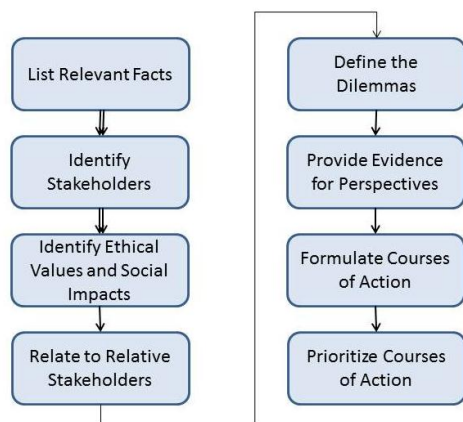 List Relevant Facts
Identify
Stakeholders
Identify Ethical
Values and Social
Impacts
Relate to Relative
Stakeholders
Define the
Dilemmas
Provide Evidence
for Perspectives
Formulate Courses
of Action
Prioritize Courses
of Action